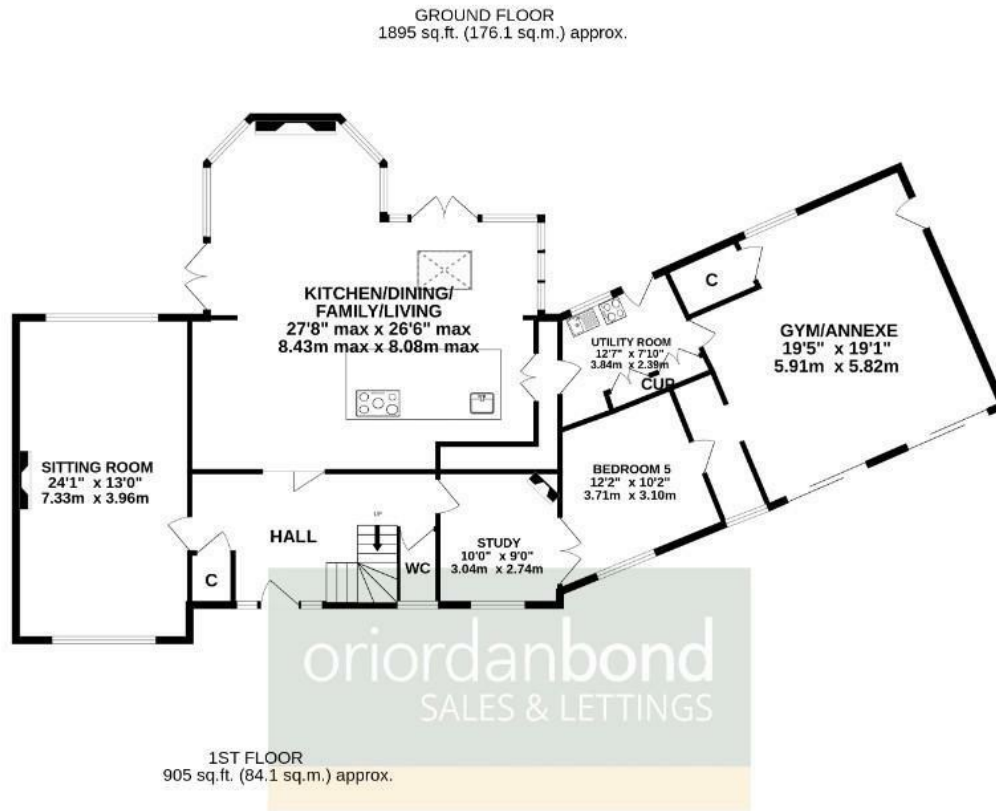 GROUND FLOOR
1895 sq.ft. (176.1 sq.m.) approx.
KITCHEN/DINING/
FAMILY/LIVING
27'8" max x 26'6" max
8.43m max x 8.08m max
C
GYM/ANNEXE
19'5" x 19'1"
5.91m x 5.82m
UTILITY ROOM
12'7" x 7'10"
3.84m x 2.39m
CUP
SITTING ROOM
24'1" x 13'0"
7.33m x 3.96m
BEDROOM 5
12'2" x 10'2"
3.71m x 3.10m
UP
HALL
STUDY
10'0" x 9'0"
3.04m x 2.74m
WC
C
oriordanbond
SALES & LETTINGS
1ST FLOOR
905 sq.ft. (84.1 sq.m.) approx.